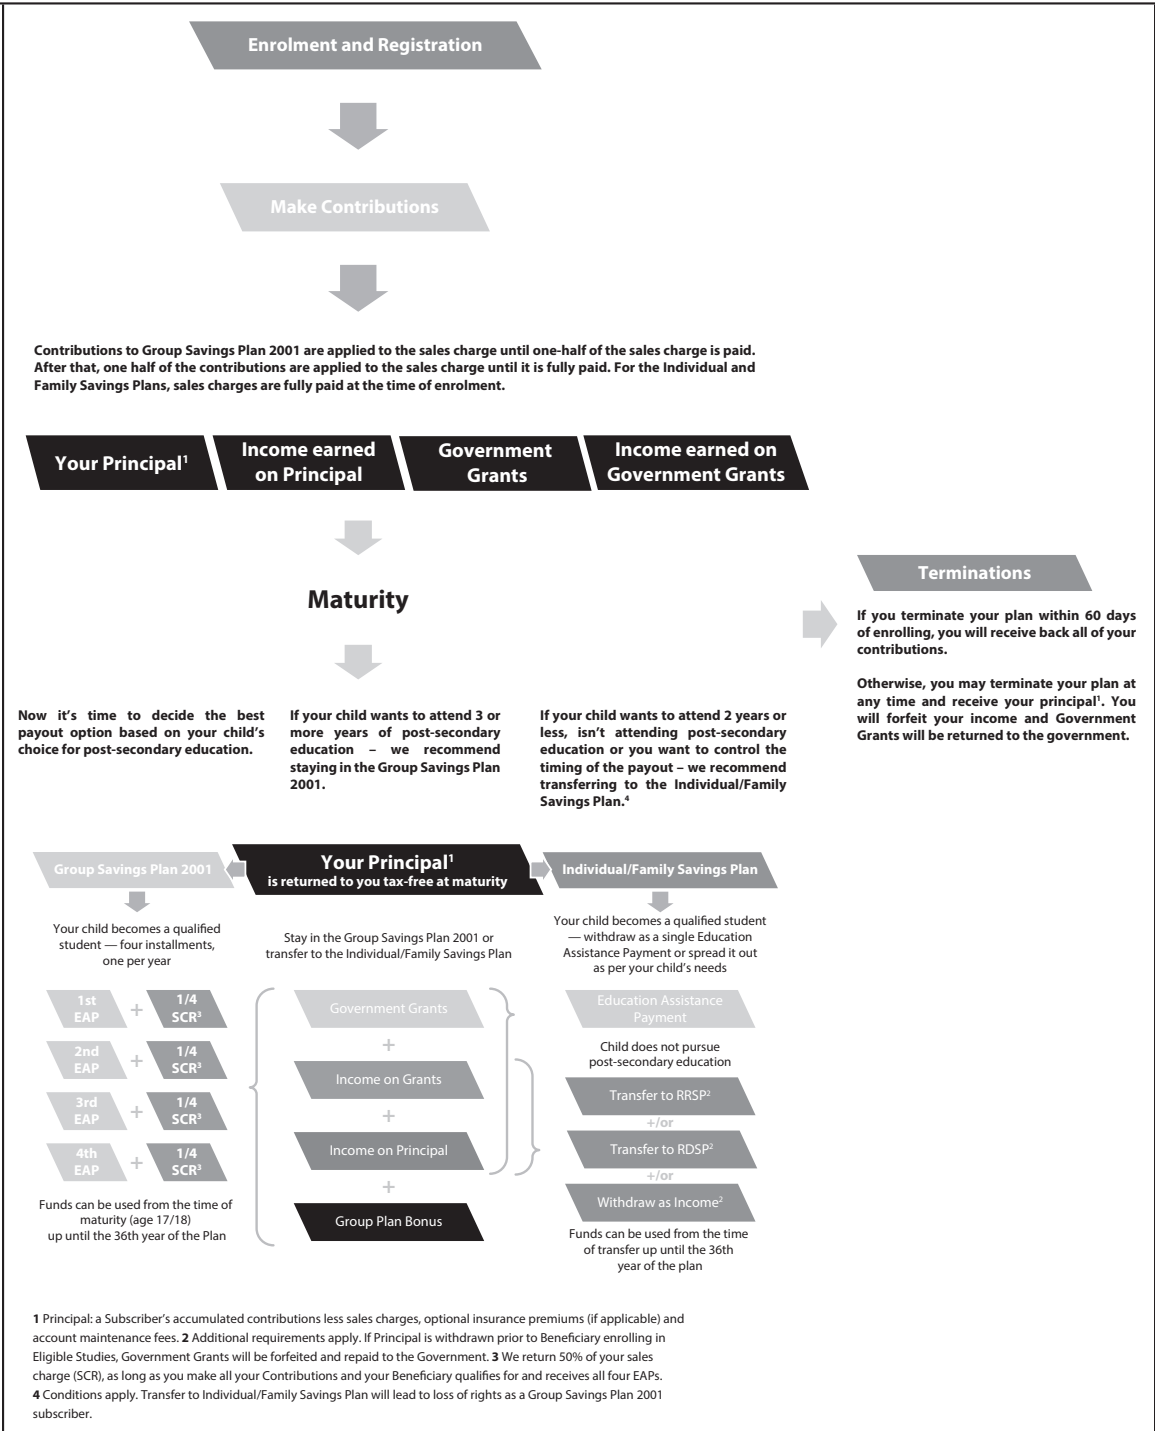 Enrolment and Registration
Make Contributions
Contributions to Group Savings Plan 2001 are applied to the sales charge until one-half of the sales charge is paid.
After that, one half of the contributions are applied to the sales charge until it is fully paid. For the Individual and
Family Savings Plans, sales charges are fully paid at the time of enrolment.
Your Principal¹
Income earned
on Principal
Government
Grants
Income earned on
Government Grants
Maturity
Terminations
If you terminate your plan within 60 days
of enrolling, you will receive back all of your
contributions.
Otherwise, you may terminate your plan at
any time and receive your principal¹. You
will forfeit your income and Government
Grants will be returned to the government.
Now it's time to decide the best
payout option based on your child's
choice for post-secondary education.
If your child wants to attend 3 or
more years of post-secondary
education – we recommend
staying in the Group Savings Plan
2001.
If your child wants to attend 2 years or
less, isn't attending post-secondary
education or you want to control the
timing of the payout – we recommend
transferring to the Individual/Family
Savings Plan.⁴
Group Savings Plan 2001
Your Principal¹
is returned to you tax-free at maturity
Individual/Family Savings Plan
Your child becomes a qualified
student — four installments,
one per year
Stay in the Group Savings Plan 2001 or
transfer to the Individual/Family Savings Plan
Your child becomes a qualified student
— withdraw as a single Education
Assistance Payment or spread it out
as per your child's needs
1st
EAP
+
1/4
SCR³
2nd
EAP
+
1/4
SCR³
3rd
EAP
+
1/4
SCR³
4th
EAP
+
1/4
SCR³
Funds can be used from the time of
maturity (age 17/18)
up until the 36th year of the Plan
Government Grants
+
Income on Grants
+
Income on Principal
+
Group Plan Bonus
Education Assistance
Payment
Child does not pursue
post-secondary education
Transfer to RRSP²
+/or
Transfer to RDSP²
+/or
Withdraw as Income²
Funds can be used from the time
of transfer up until the 36th
year of the plan
1 Principal: a Subscriber's accumulated contributions less sales charges, optional insurance premiums (if applicable) and
account maintenance fees. 2 Additional requirements apply. If Principal is withdrawn prior to Beneficiary enrolling in
Eligible Studies, Government Grants will be forfeited and repaid to the Government. 3 We return 50% of your sales
charge (SCR), as long as you make all your Contributions and your Beneficiary qualifies for and receives all four EAPs.
4 Conditions apply. Transfer to Individual/Family Savings Plan will lead to loss of rights as a Group Savings Plan 2001
subscriber.